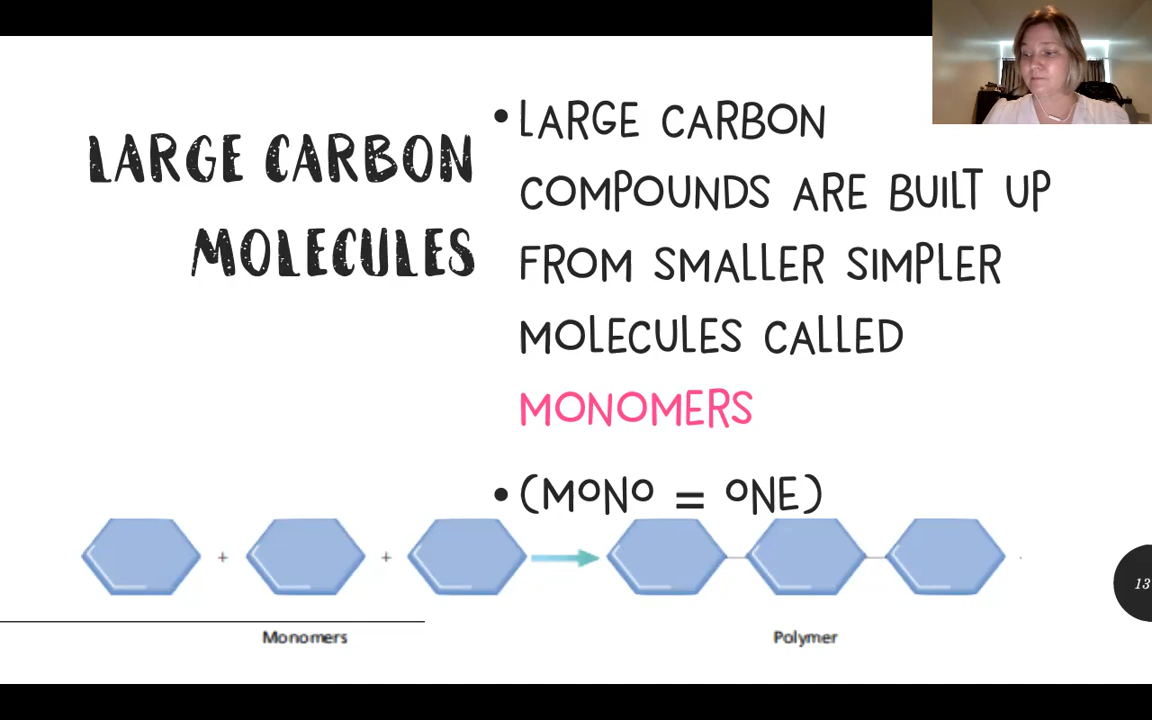 LARGE CARBON
MOLECULES
• LARGE CARBON
COMPOUNDS ARE BUILT UP
FROM SMALLER SIMPLER
MOLECULES CALLED
MONOMERS
• (MONO = ONE)
+ +
Monomers
Polymer
13